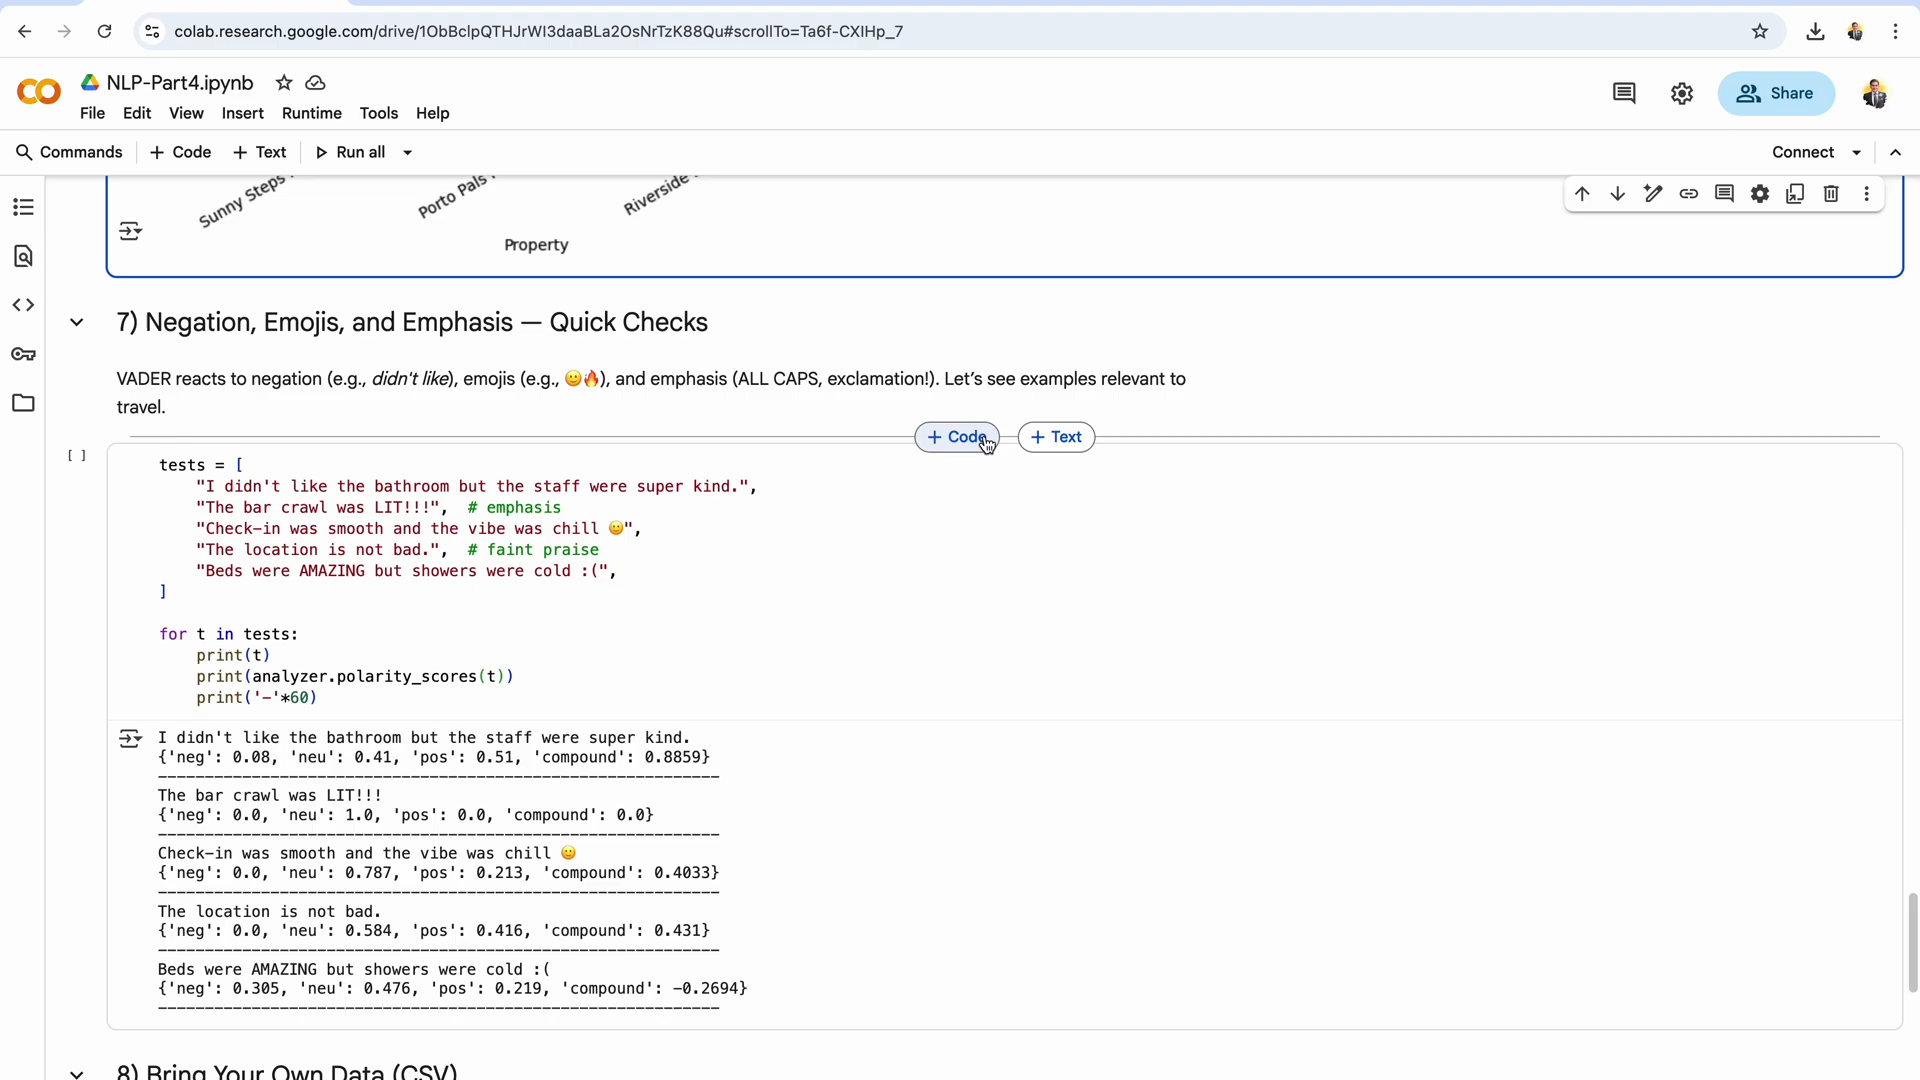 colab.research.google.com/drive/1ObBclpQTHJrWI3daaBLa2OsNrTzK88Qu#scrollTo=Ta6f-CXIHp_7
NLP-Part4.ipynb
File Edit View Insert Runtime Tools Help
Share
Commands + Code + Text Run all
Connect
Sunny Steps
Porto Pals
Riverside
Property
7) Negation, Emojis, and Emphasis — Quick Checks
VADER reacts to negation (e.g., didn't like), emojis (e.g., 🙂🔥), and emphasis (ALL CAPS, exclamation!). Let's see examples relevant to
travel.
+ Code + Text
[ ]
tests = [
"I didn't like the bathroom but the staff were super kind.",
"The bar crawl was LIT!!!", # emphasis
"Check-in was smooth and the vibe was chill 🙂",
"The location is not bad.", # faint praise
"Beds were AMAZING but showers were cold :(",
]
for t in tests:
print(t)
print(analyzer.polarity_scores(t))
print('-'*60)
I didn't like the bathroom but the staff were super kind.
{'neg': 0.08, 'neu': 0.41, 'pos': 0.51, 'compound': 0.8859}
------------------------------------------------------------
The bar crawl was LIT!!!
{'neg': 0.0, 'neu': 1.0, 'pos': 0.0, 'compound': 0.0}
------------------------------------------------------------
Check-in was smooth and the vibe was chill 🙂
{'neg': 0.0, 'neu': 0.787, 'pos': 0.213, 'compound': 0.4033}
------------------------------------------------------------
The location is not bad.
{'neg': 0.0, 'neu': 0.584, 'pos': 0.416, 'compound': 0.431}
------------------------------------------------------------
Beds were AMAZING but showers were cold :(
{'neg': 0.305, 'neu': 0.476, 'pos': 0.219, 'compound': -0.2694}
------------------------------------------------------------
8) Bring Your Own Data (CSV)